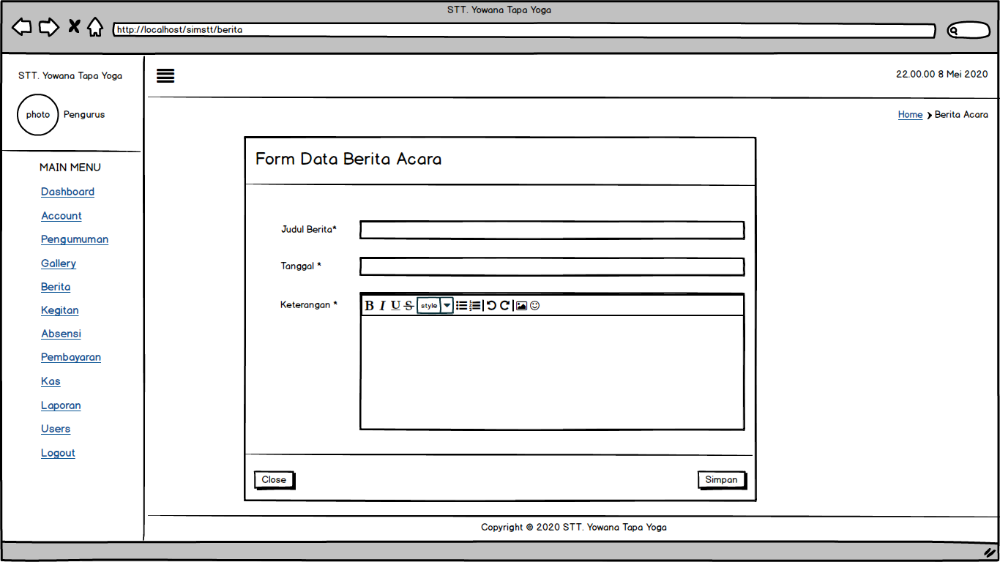 STT. Yowana Tapa Yoga
http://localhost/simstt/berita
STT. Yowana Tapa Yoga
22.00.00 8 Mei 2020
photo
Pengurus
Home
Berita Acara
MAIN MENU
Dashboard
Account
Pengumuman
Gallery
Berita
Kegitan
Absensi
Pembayaran
Kas
Laporan
Users
Logout
Form Data Berita Acara
Judul Berita*
Tanggal *
Keterangan *
B I U S style
Close
Simpan
Copyright © 2020 STT. Yowana Tapa Yoga